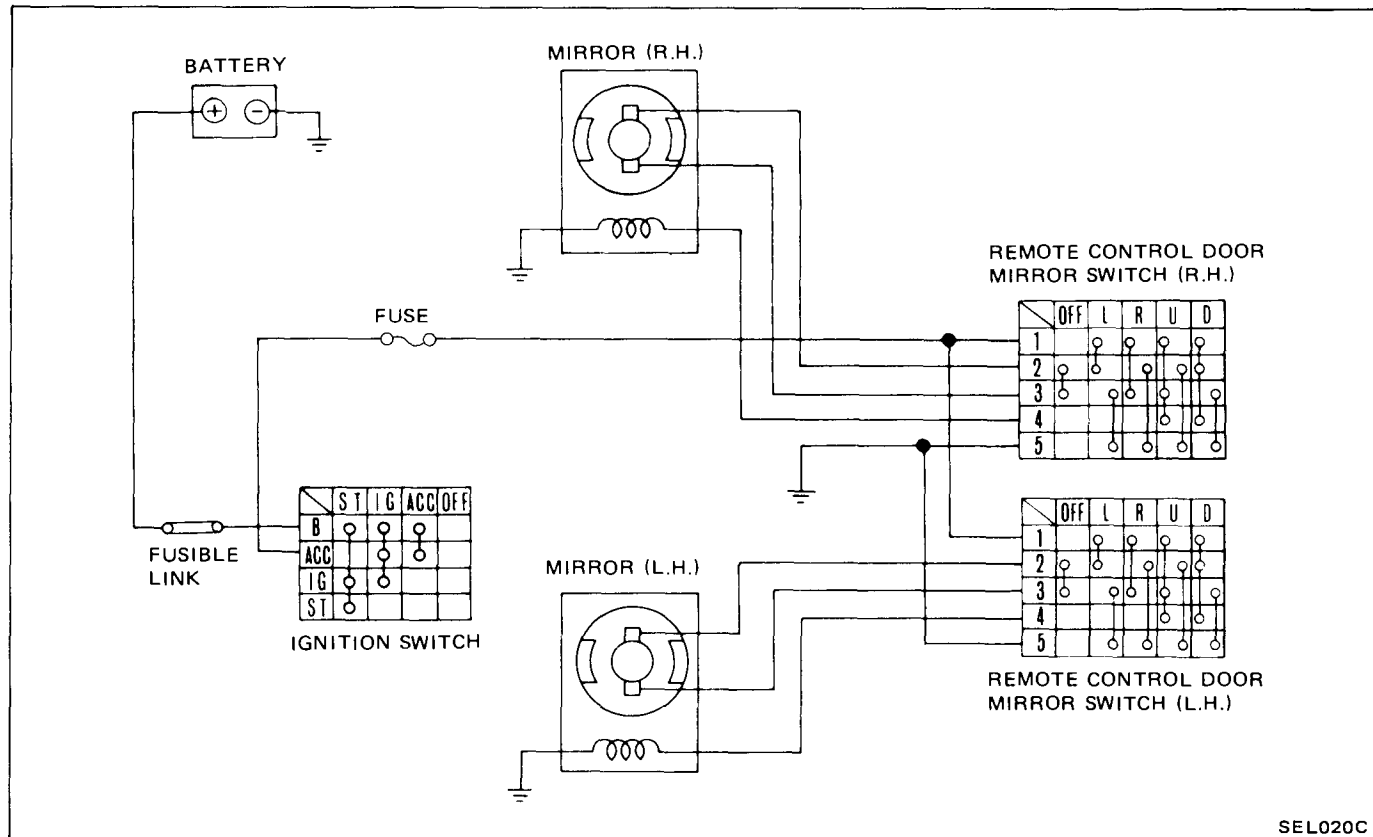 BATTERY
+ -
MIRROR (R.H.)
REMOTE CONTROL DOOR
MIRROR SWITCH (R.H.)
OFF L R U D
1
2
3
4
5
FUSE
ST IG ACC OFF
B
ACC
IG
ST
FUSIBLE
LINK
IGNITION SWITCH
MIRROR (L.H.)
OFF L R U D
1
2
3
4
5
REMOTE CONTROL DOOR
MIRROR SWITCH (L.H.)
SEL020C